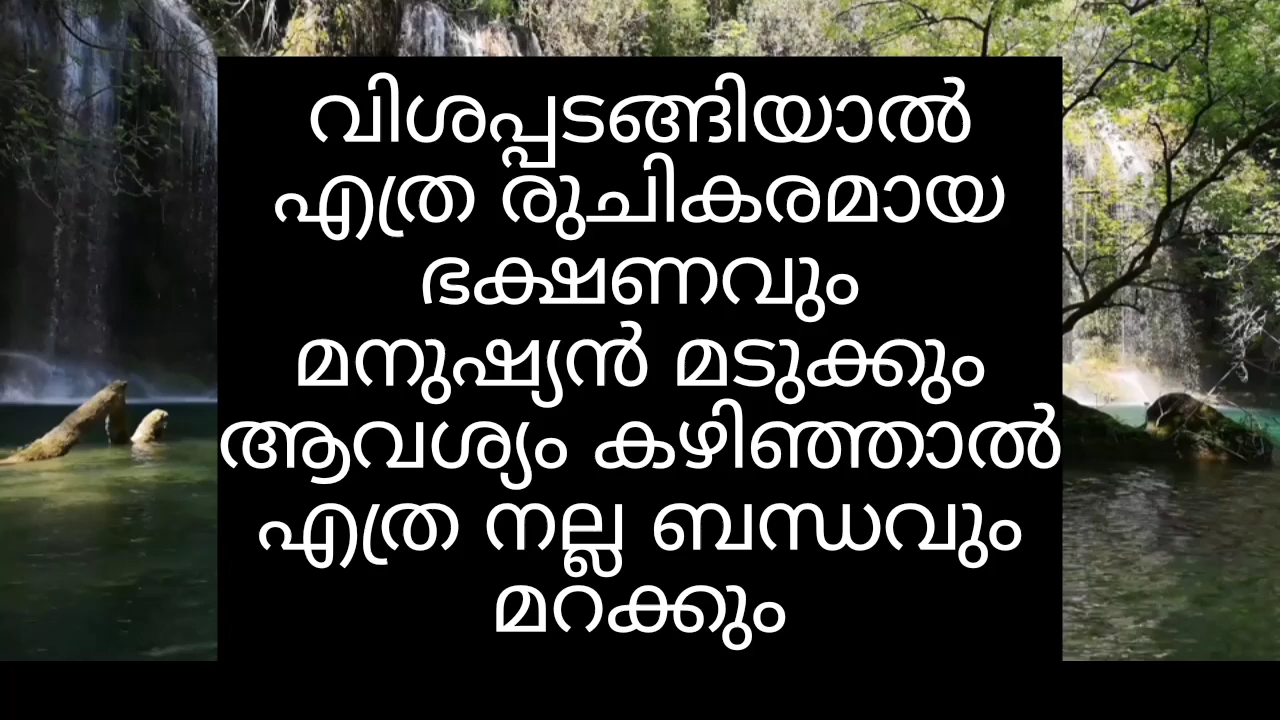 വിശപ്പടങ്ങിയാൽ
എത്ര രുചികരമായ
ഭക്ഷണവും
മനുഷ്യൻ മടുക്കും
ആവശ്യം കഴിഞ്ഞാൽ
എത്ര നല്ല ബന്ധവും
മറക്കും